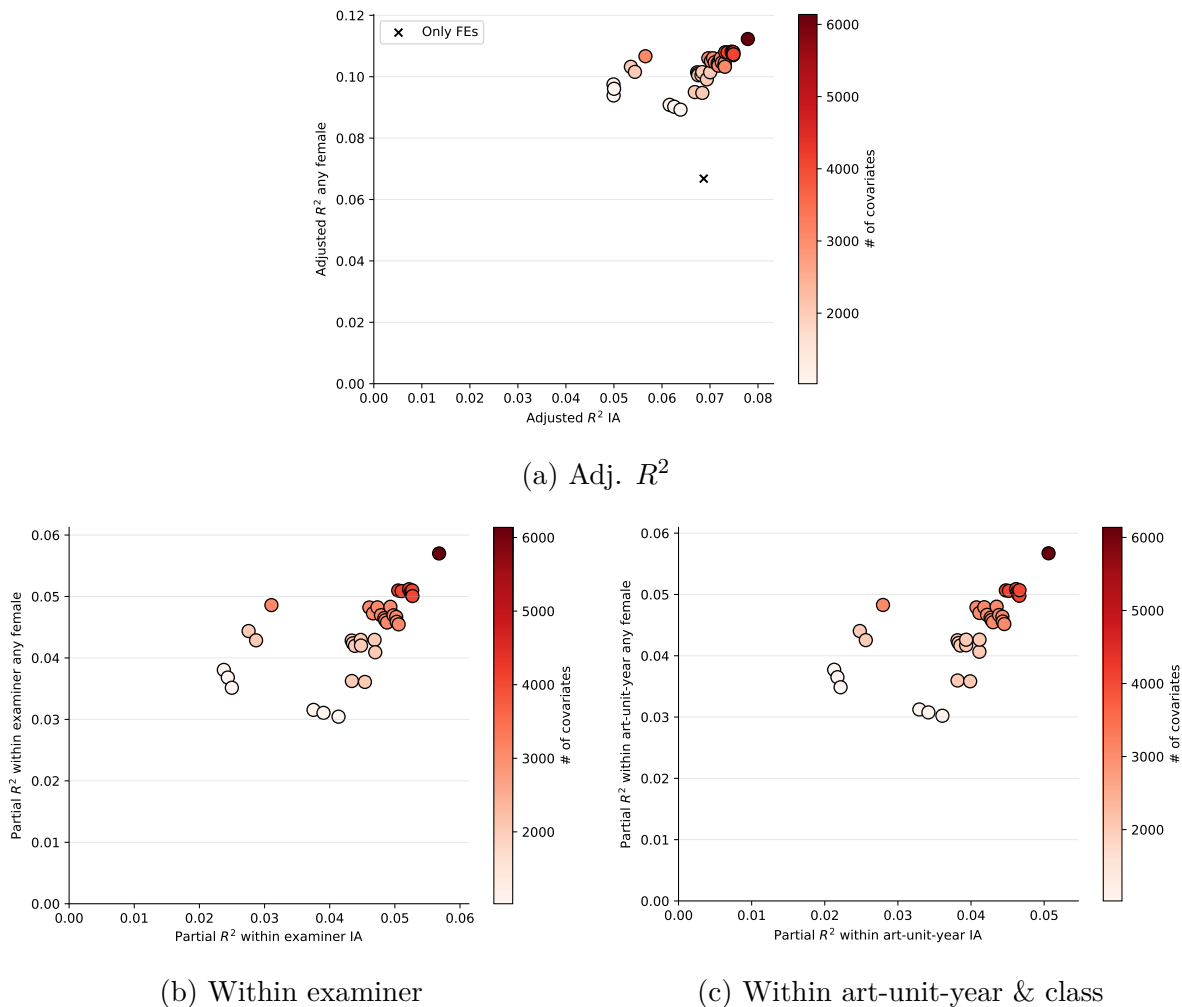 0.12
0.10
0.08
0.06
0.04
0.02
0.00
Adjusted R² any female
Only FEs
0.00 0.01 0.02 0.03 0.04 0.05 0.06 0.07 0.08
Adjusted R² IA
6000
5000
4000
3000
2000
# of covariates
(a) Adj. R²
0.06
0.05
0.04
0.03
0.02
0.01
0.00
Partial R² within examiner any female
0.00 0.01 0.02 0.03 0.04 0.05 0.06
Partial R² within examiner IA
6000
5000
4000
3000
2000
# of covariates
(b) Within examiner
0.06
0.05
0.04
0.03
0.02
0.01
0.00
Partial R² within art-unit-year any female
0.00 0.01 0.02 0.03 0.04 0.05
Partial R² within art-unit-year IA
6000
5000
4000
3000
2000
# of covariates
(c) Within art-unit-year & class